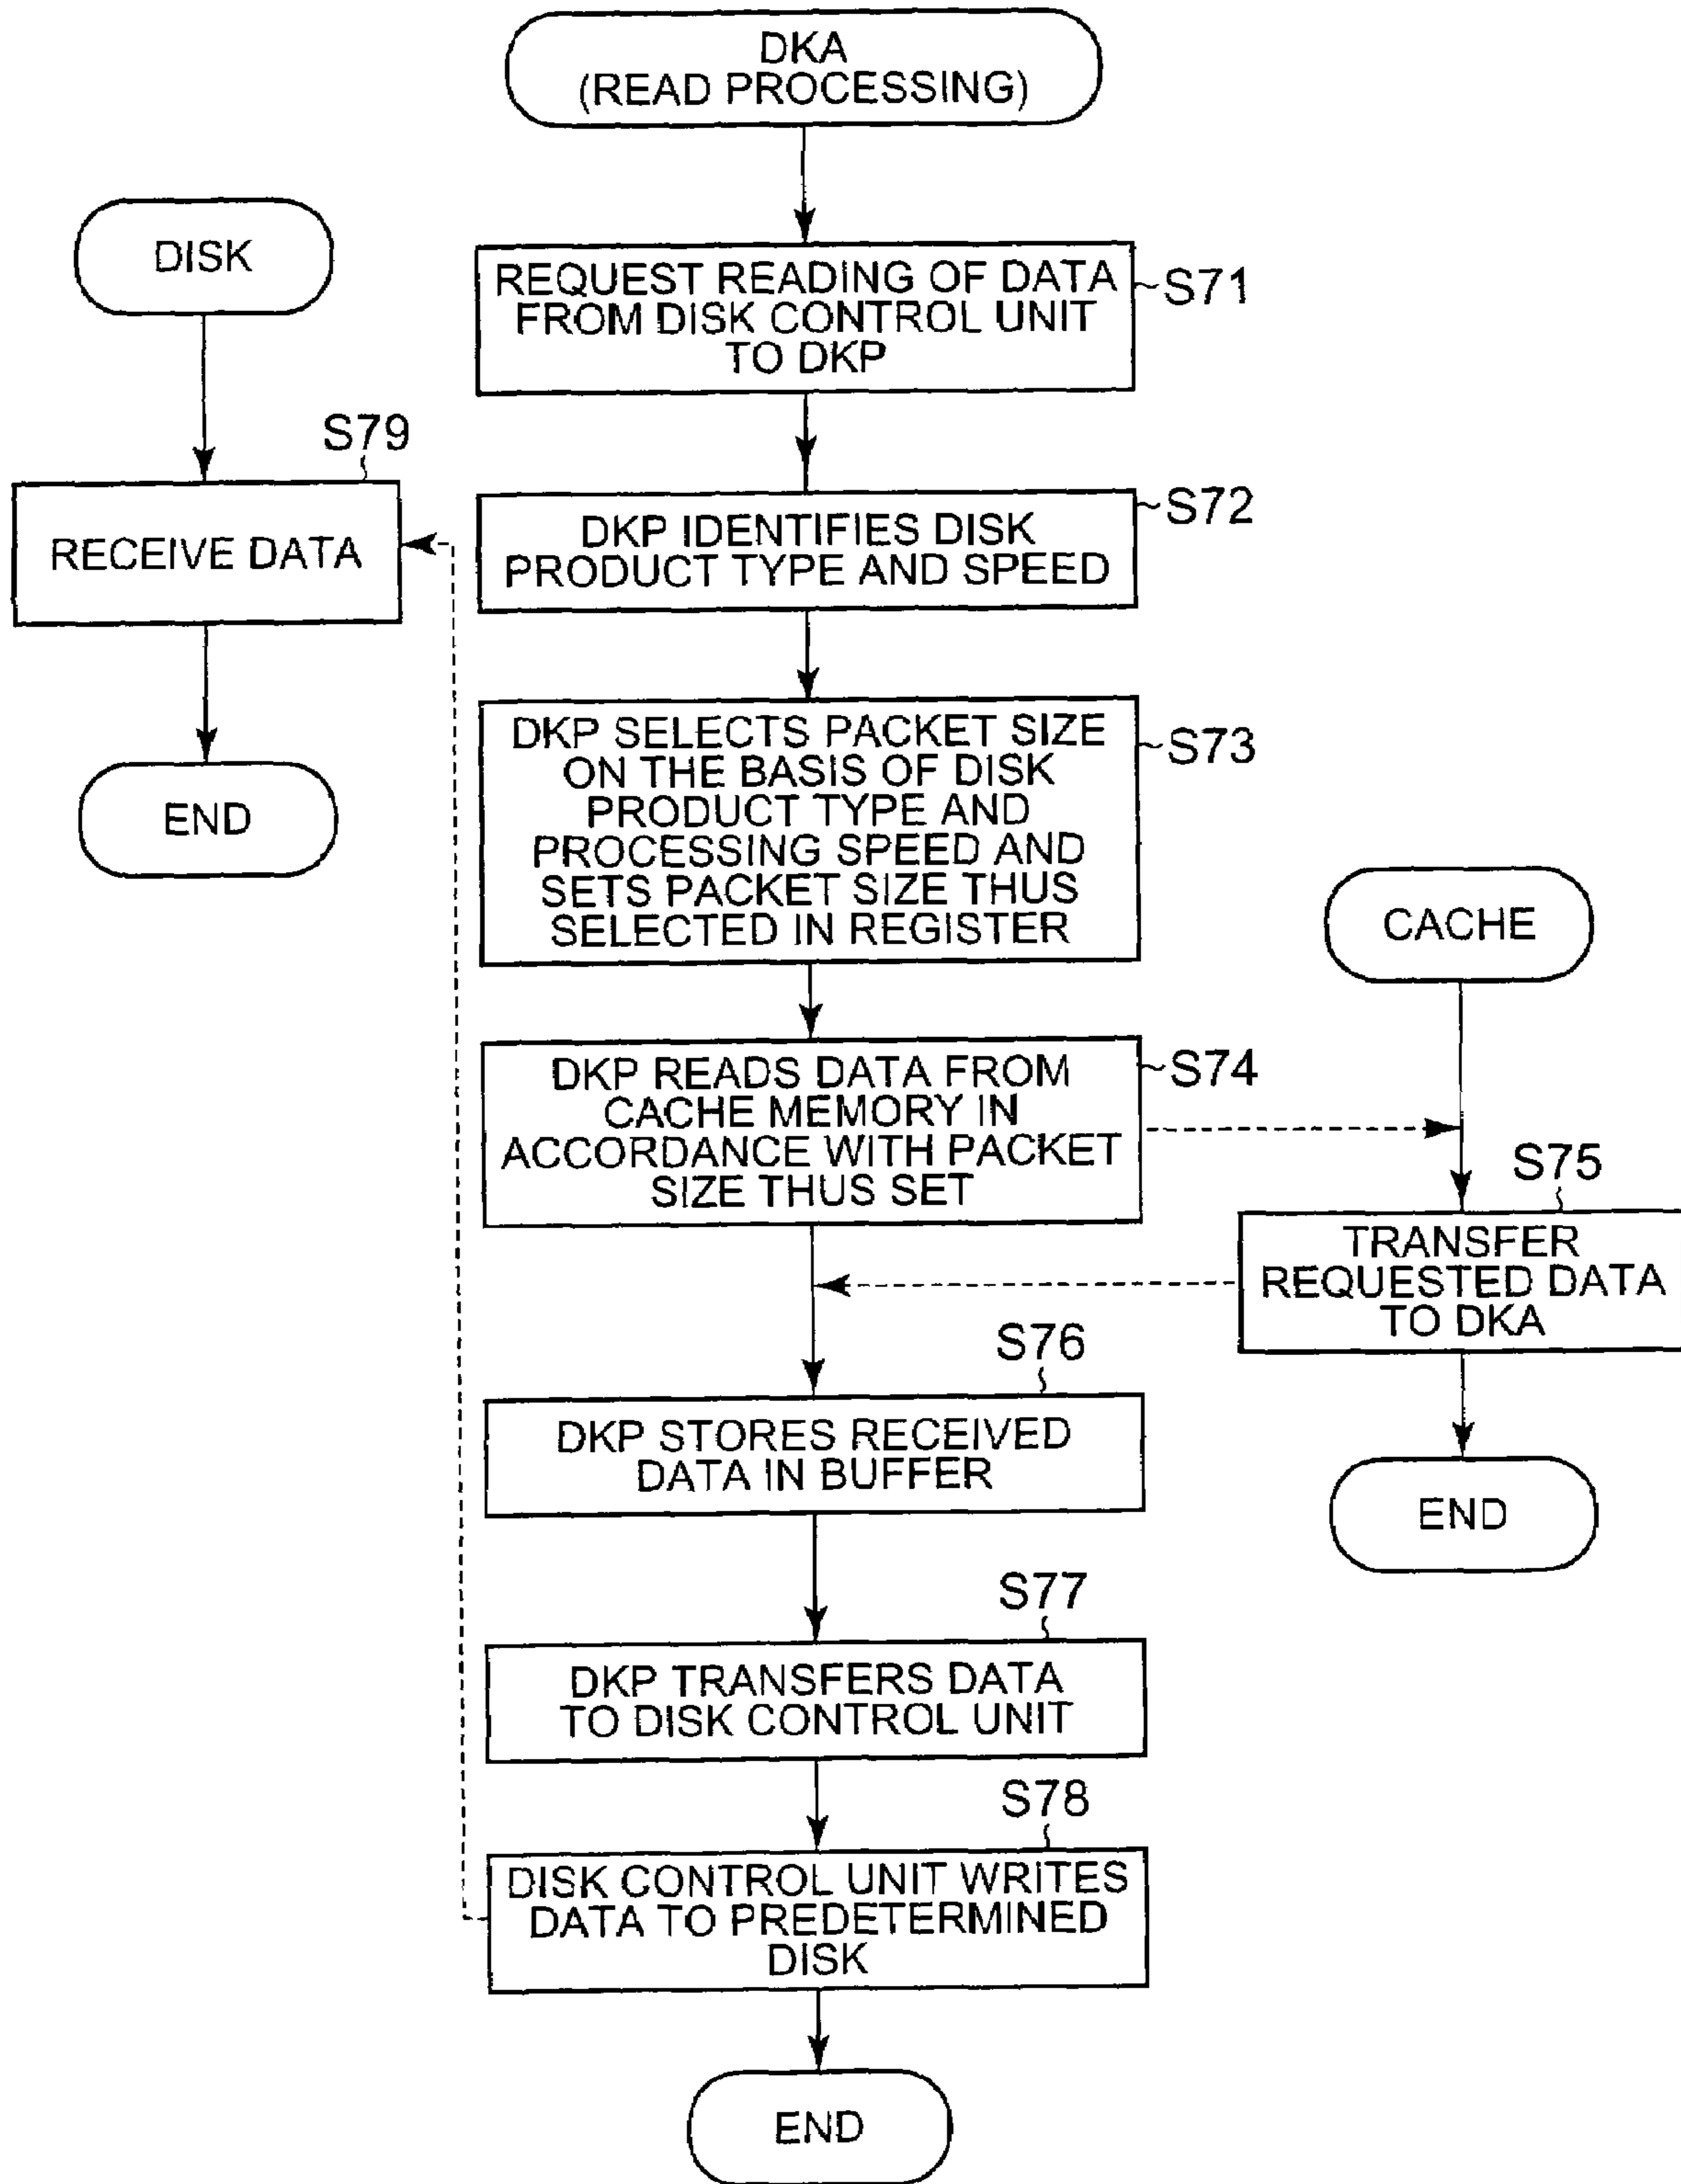 DKA
(READ PROCESSING)
DISK
REQUEST READING OF DATA
FROM DISK CONTROL UNIT
TO DKP
S71
S79
RECEIVE DATA
END
S72
DKP IDENTIFIES DISK
PRODUCT TYPE AND SPEED
S73
DKP SELECTS PACKET SIZE
ON THE BASIS OF DISK
PRODUCT TYPE AND
PROCESSING SPEED AND
SETS PACKET SIZE THUS
SELECTED IN REGISTER
CACHE
S74
DKP READS DATA FROM
CACHE MEMORY IN
ACCORDANCE WITH PACKET
SIZE THUS SET
S75
TRANSFER
REQUESTED DATA
TO DKA
END
S76
DKP STORES RECEIVED
DATA IN BUFFER
S77
DKP TRANSFERS DATA
TO DISK CONTROL UNIT
S78
DISK CONTROL UNIT WRITES
DATA TO PREDETERMINED
DISK
END